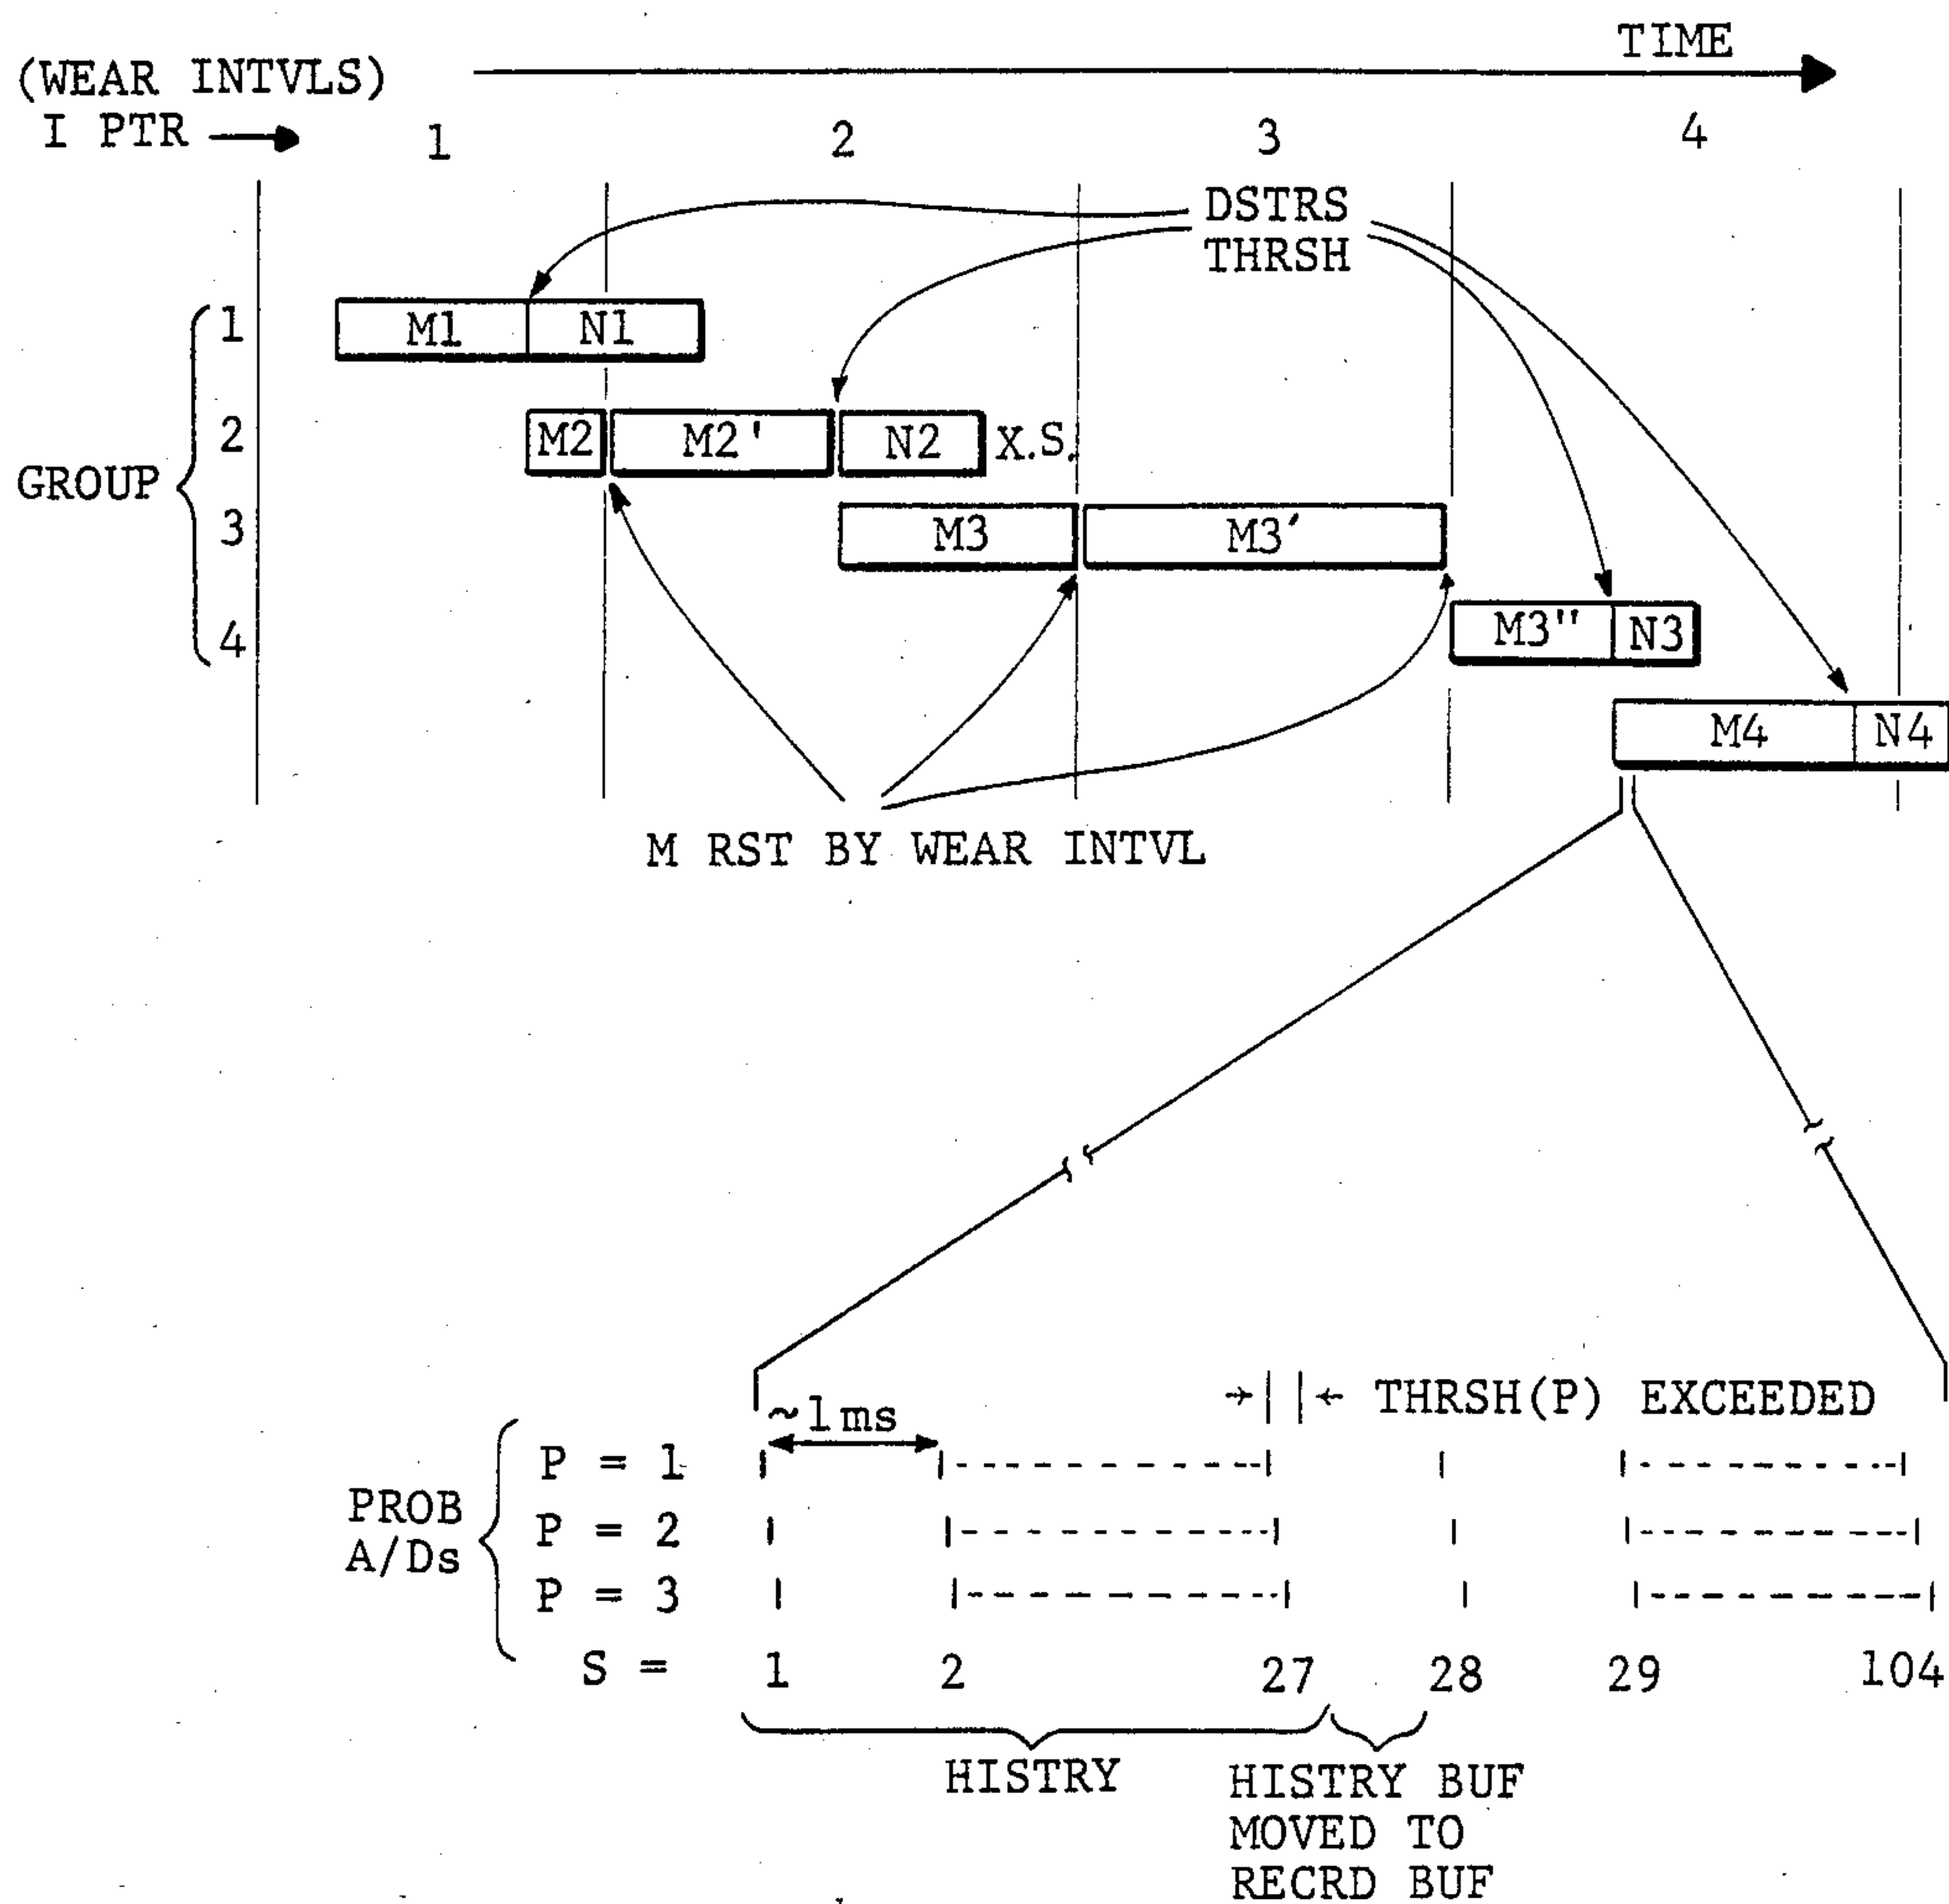 TIME
(WEAR INTVLS)
I PTR
1 2 3 4
DSTRS
THRSH
1
M1 N1
2
M2 M2' N2 X.S.
GROUP
3
M3 M3'
4
M3" N3
M4 N4
M RST BY WEAR INTVL
THRSH(P) EXCEEDED
~1ms
P = 1
PROB
A/Ds
P = 2
P = 3
S = 1 2 27 28 29 104
HISTRY
HISTRY BUF
MOVED TO
RECRD BUF